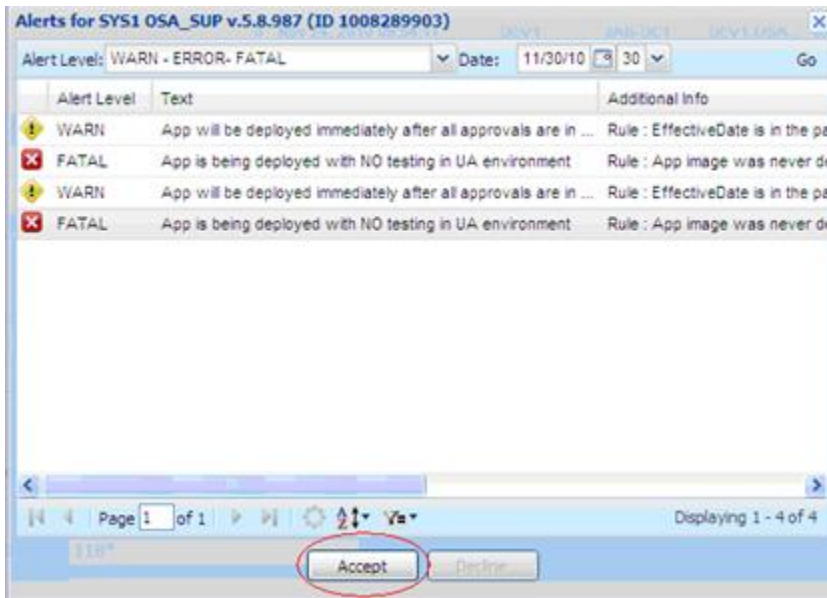 Alerts for SYS1 OSA_SUP v.5.8.987 (ID 1008289903)
Alert Level: WARN - ERROR- FATAL Date: 11/30/10 30 Go
Alert Level Text Additional Info
WARN App will be deployed immediately after all approvals are in ... Rule : EffectiveDate is in the pa
FATAL App is being deployed with NO testing in UA environment Rule : App image was never de
WARN App will be deployed immediately after all approvals are in ... Rule : EffectiveDate is in the pa
FATAL App is being deployed with NO testing in UA environment Rule : App image was never de
Page 1 of 1 Displaying 1 - 4 of 4
Accept Decline